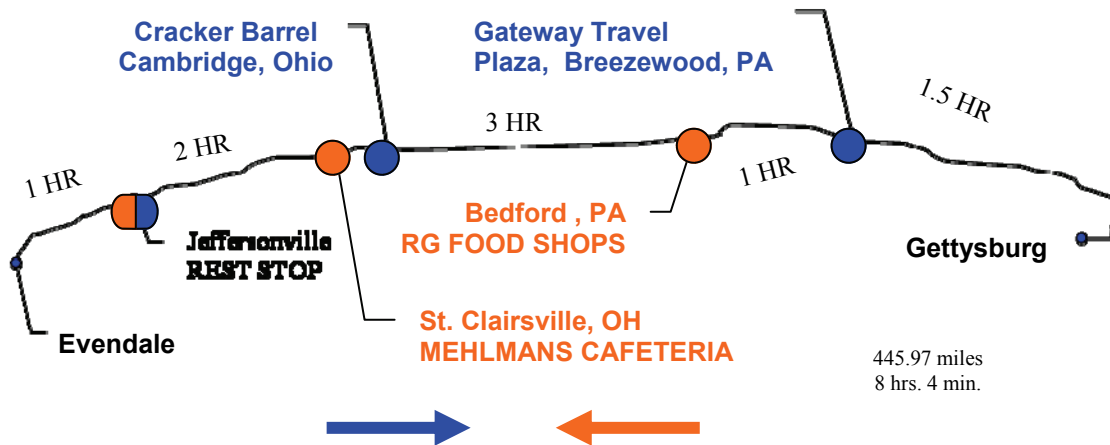 Cracker Barrel
Cambridge, Ohio
Gateway Travel
Plaza, Breezewood, PA
1.5 HR
3 HR
2 HR
1 HR
1 HR
Jeffersonville
REST STOP
Bedford , PA
RG FOOD SHOPS
Gettysburg
Evendale
St. Clairsville, OH
MEHLMANS CAFETERIA
445.97 miles
8 hrs. 4 min.